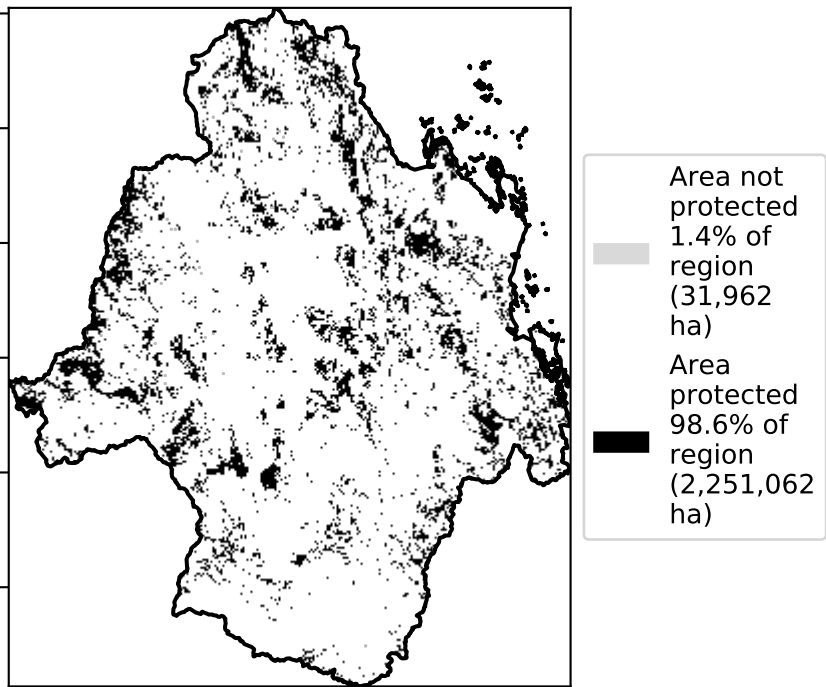 Area not
protected
1.4% of
region
(31,962
ha)
Area
protected
98.6% of
region
(2,251,062
ha)